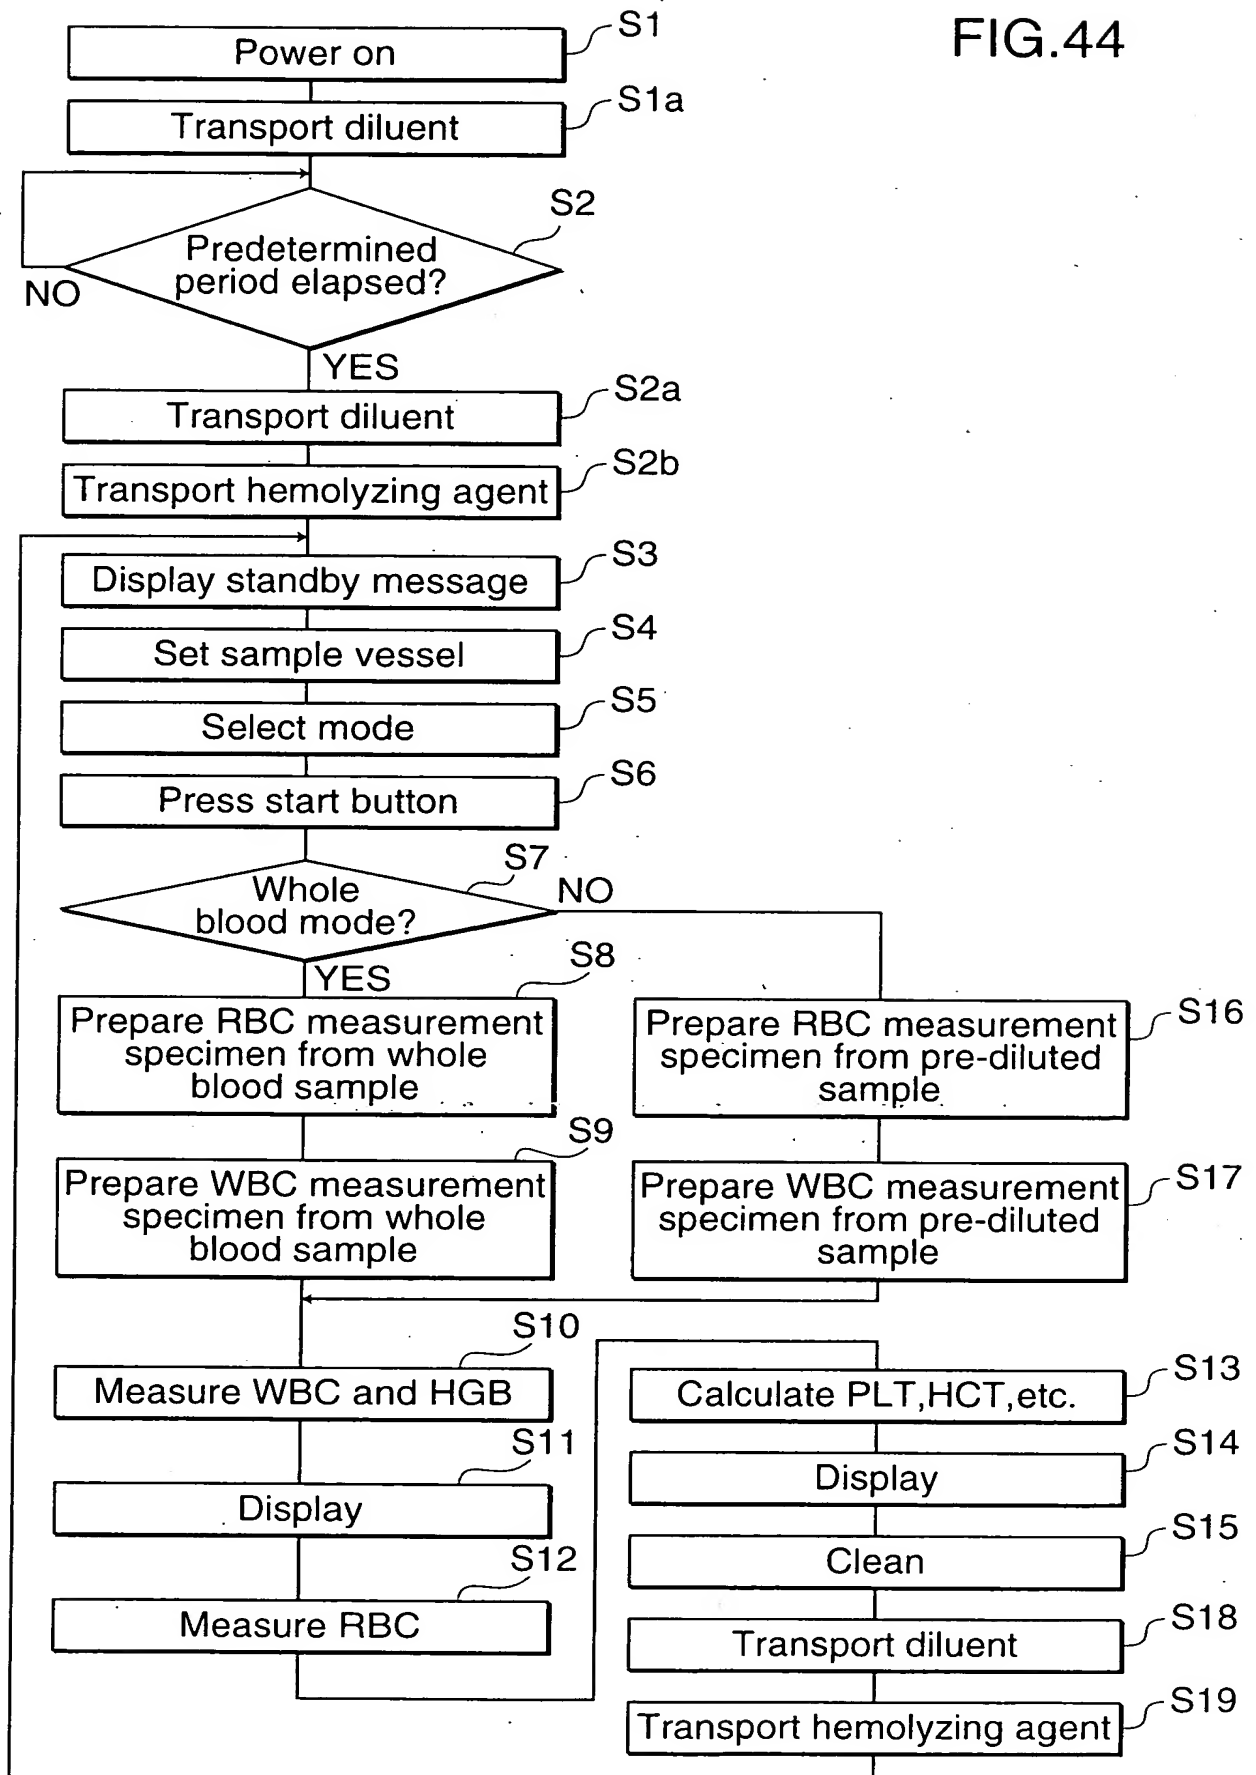 FIG.44
S1
Power on
S1a
Transport diluent
S2
Predetermined
period elapsed?
NO
YES
S2a
Transport diluent
S2b
Transport hemolyzing agent
S3
Display standby message
S4
Set sample vessel
S5
Select mode
S6
Press start button
S7
Whole
blood mode?
NO
YES
S8
Prepare RBC measurement
specimen from whole
blood sample
S16
Prepare RBC measurement
specimen from pre-diluted
sample
S9
Prepare WBC measurement
specimen from whole
blood sample
S17
Prepare WBC measurement
specimen from pre-diluted
sample
S10
Measure WBC and HGB
S11
Display
S12
Measure RBC
S13
Calculate PLT,HCT,etc.
S14
Display
S15
Clean
S18
Transport diluent
S19
Transport hemolyzing agent